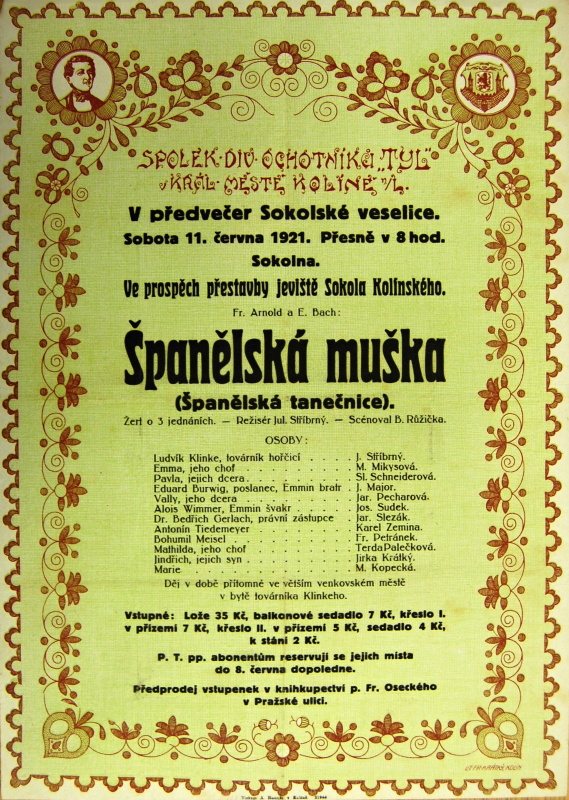 SPOLEK·DIV·OCHOTNÍKŮ „TYL”
v KRÁL·MĚSTĚ KOLÍNĚ n/L.
V předvečer Sokolské veselice.
Sobota 11. června 1921. Přesně v 8 hod.
Sokolna.
Ve prospěch přestavby jeviště Sokola Kolínského.
Fr. Arnold a E. Bach:
Španělská muška
(Španělská tanečnice).
Žert o 3 jednáních. — Režisér Jul. Stříbrný. — Scénoval B. Růžička.
OSOBY:
Ludvík Klinke, továrník hořčicí . . . . J. Stříbrný.
Emma, jeho choť . . . . . . . . . . M. Mikysová.
Pavla, jejich dcera . . . . . . . . . . Sl. Schneiderová.
Eduard Burwig, poslanec, Emmin bratr . J. Major.
Vally, jeho dcera . . . . . . . . . . Jar. Pecharová.
Alois Wimmer, Emmin švakr . . . . . Jos. Sudek.
Dr. Bedřich Gerlach, právní zástupce . Jar. Slezák.
Antonín Tiedemeyer . . . . . . . . Karel Zemina.
Bohumil Meisel . . . . . . . . . . . Fr. Petránek.
Mathilda, jeho choť . . . . . . . . . Terda Palečková.
Jindřich, jejich syn . . . . . . . . . Jirka Krátký.
Marie . . . . . . . . . . . . . . . M. Kopecká.
Děj v době přítomné ve větším venkovském městě
v bytě továrníka Klinkeho.
Vstupné: Lože 35 Kč, balkonové sedadlo 7 Kč, křeslo I.
v přízemí 7 Kč, křeslo II. v přízemí 5 Kč, sedadlo 4 Kč,
k stání 2 Kč.
P. T. pp. abonentům reservují se jejich místa
do 8. června dopoledne.
Předprodej vstupenek v knihkupectví p. Fr. Oseckého
v Pražské ulici.